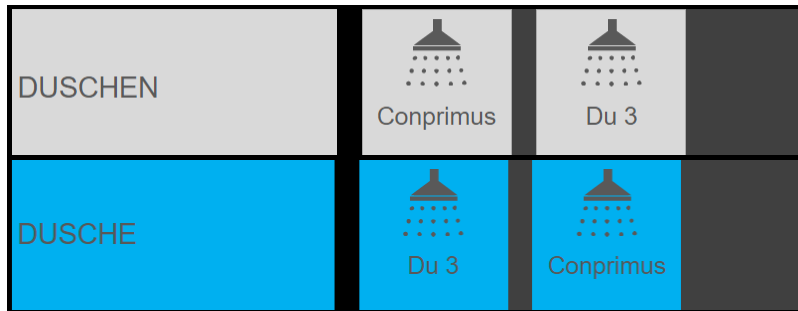 DUSCHEN
Conprimus
Du 3
DUSCHE
Du 3
Conprimus